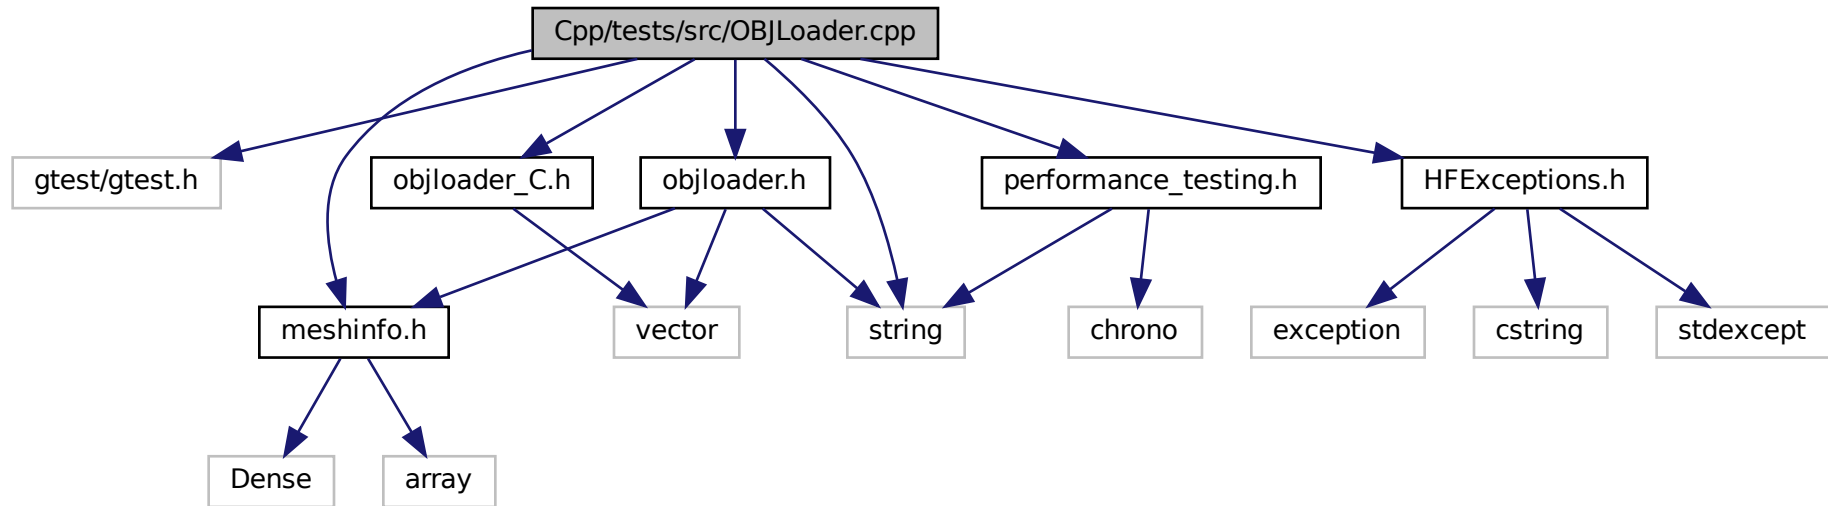 Cpp/tests/src/OBJLoader.cpp
gtest/gtest.h
objloader_C.h
objloader.h
performance_testing.h
HFExceptions.h
meshinfo.h
vector
string
chrono
exception
cstring
stdexcept
Dense
array